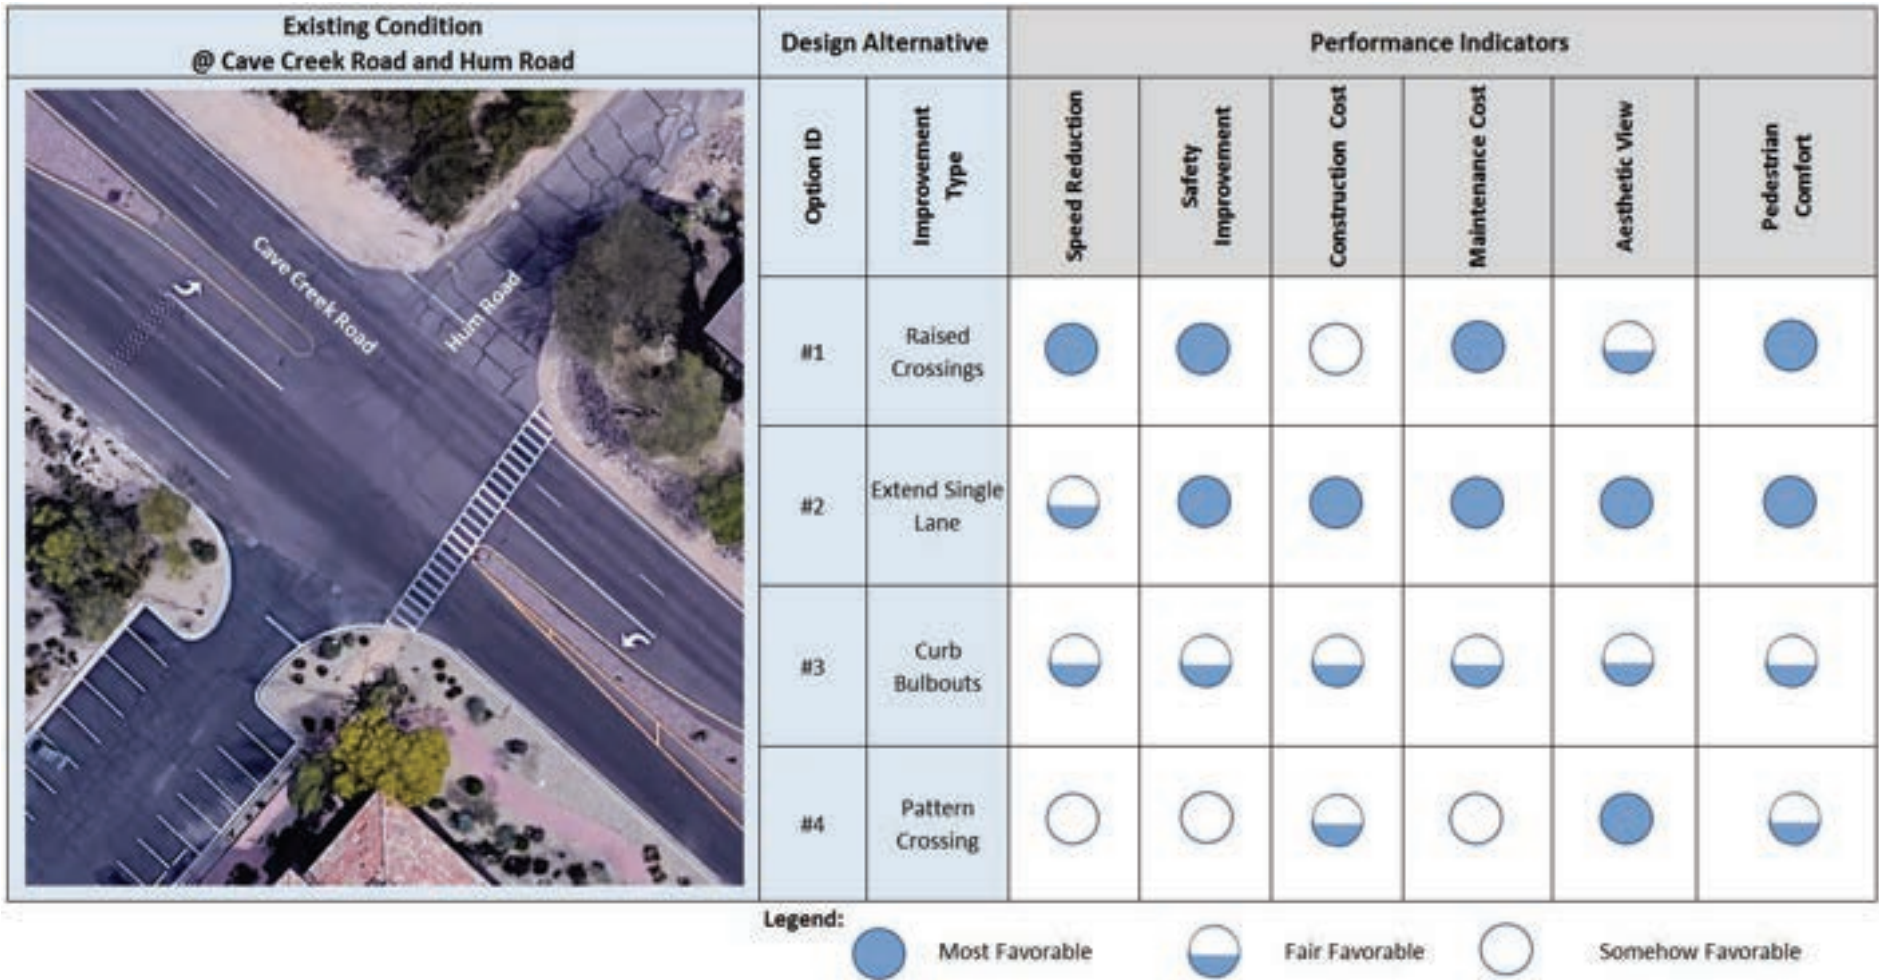 Existing Condition
@ Cave Creek Road and Hum Road
Design Alternative
Performance Indicators
Option ID
Improvement
Type
Speed Reduction
Safety
Improvement
Construction Cost
Maintenance Cost
Aesthetic View
Pedestrian
Comfort
Cave Creek Road
Hum Road
#1
Raised
Crossings
#2
Extend Single
Lane
#3
Curb
Bulbouts
#4
Pattern
Crossing
Legend:
Most Favorable
Fair Favorable
Somehow Favorable